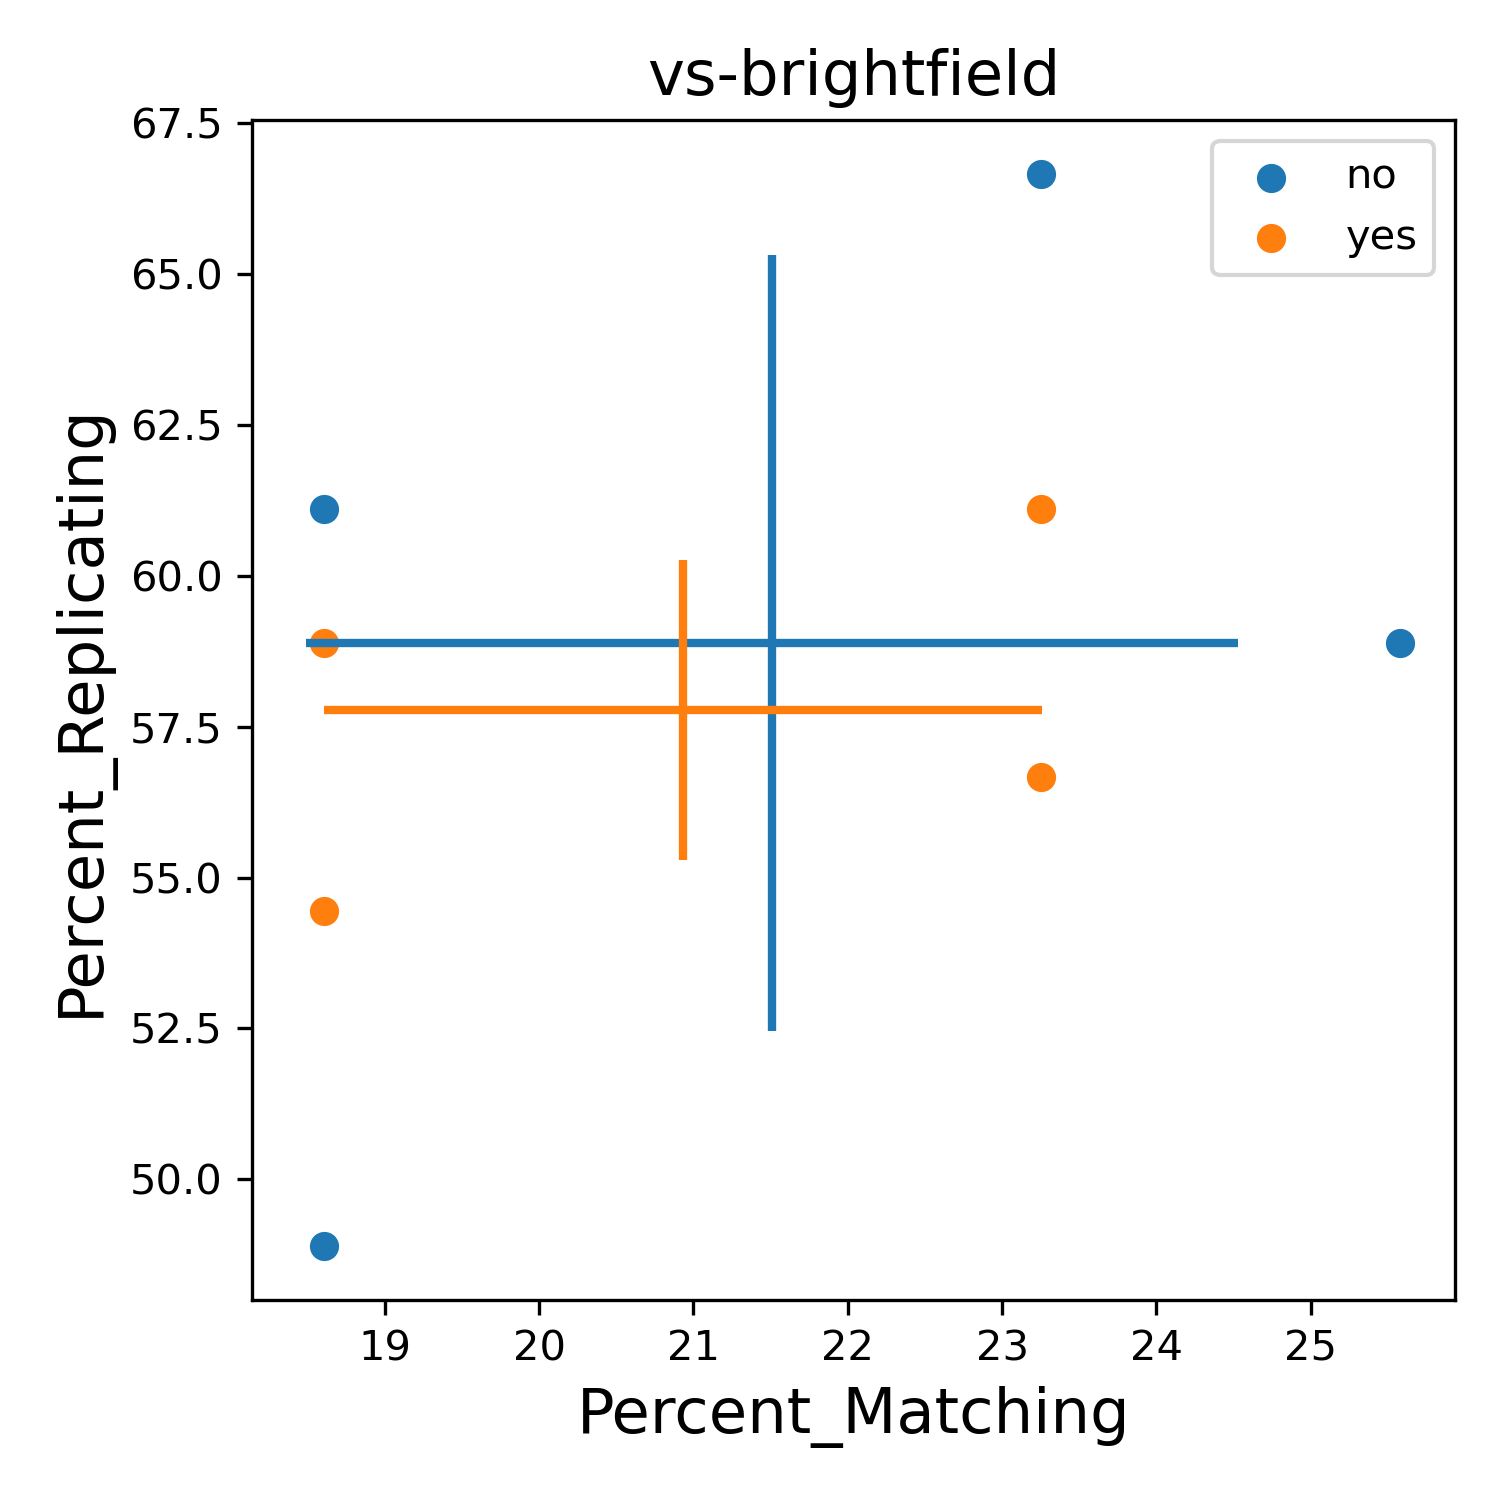 vs-brightfield
67.5
65.0
62.5
60.0
57.5
55.0
52.5
50.0
Percent_Replicating
no
yes
19 20 21 22 23 24 25
Percent_Matching